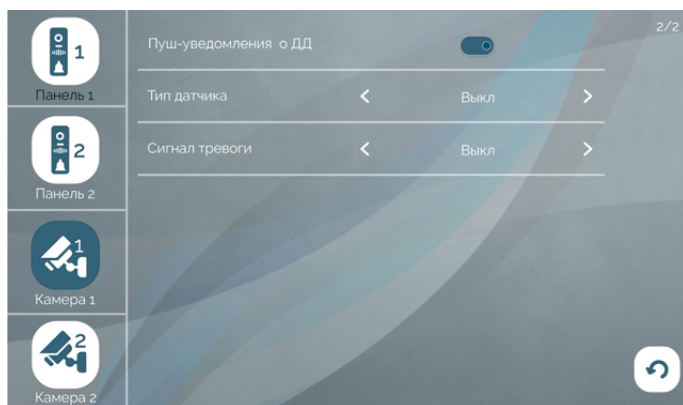 2/2
1
Панель 1
2
Панель 2
1
Камера 1
2
Камера 2
Пуш-уведомления о ДД
Тип датчика < Выкл >
Сигнал тревоги < Выкл >